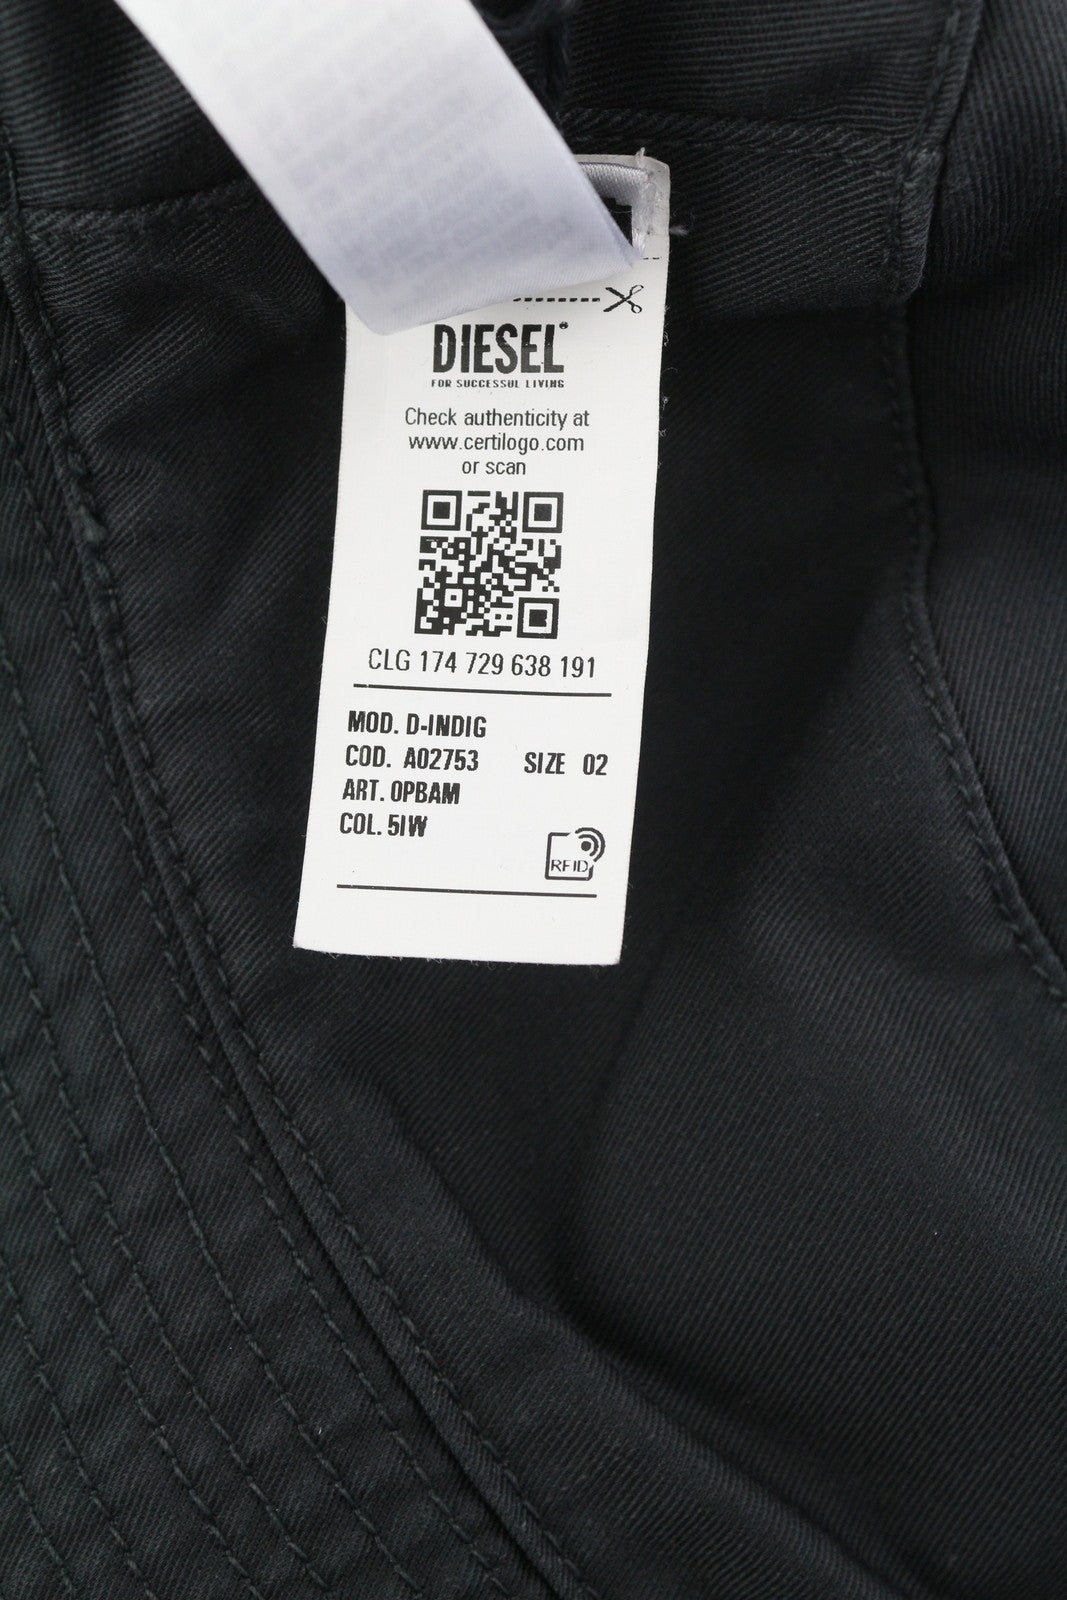 DIESEL
FOR SUCCESSUL LIVING
Check authenticity at
www.certilogo.com
or scan
CLG 174 729 638 191
MOD. D-INDIG
COD. A02753 SIZE 02
ART. 0PBAM
COL. 5IW
RFID